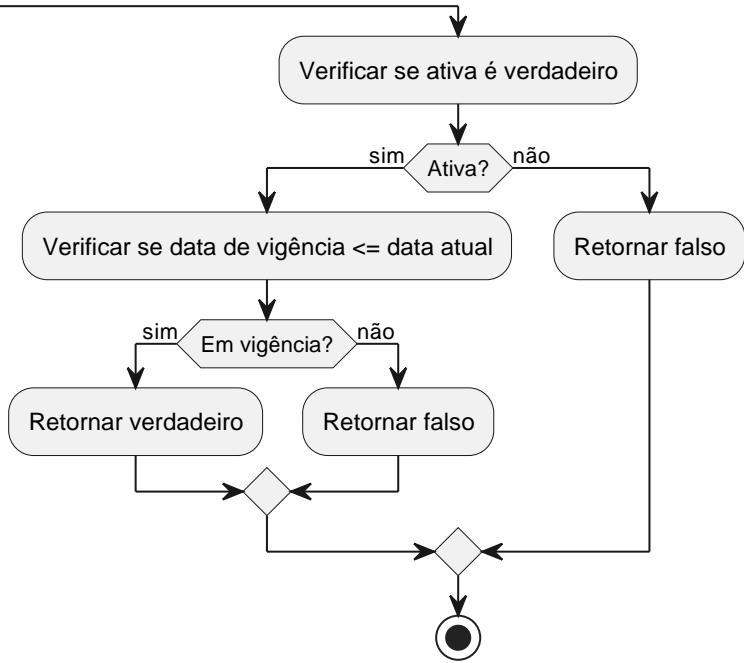 Verificar se ativa é verdadeiro
sim
Ativa?
não
Verificar se data de vigência <= data atual
Retornar falso
sim
Em vigência?
não
Retornar verdadeiro
Retornar falso